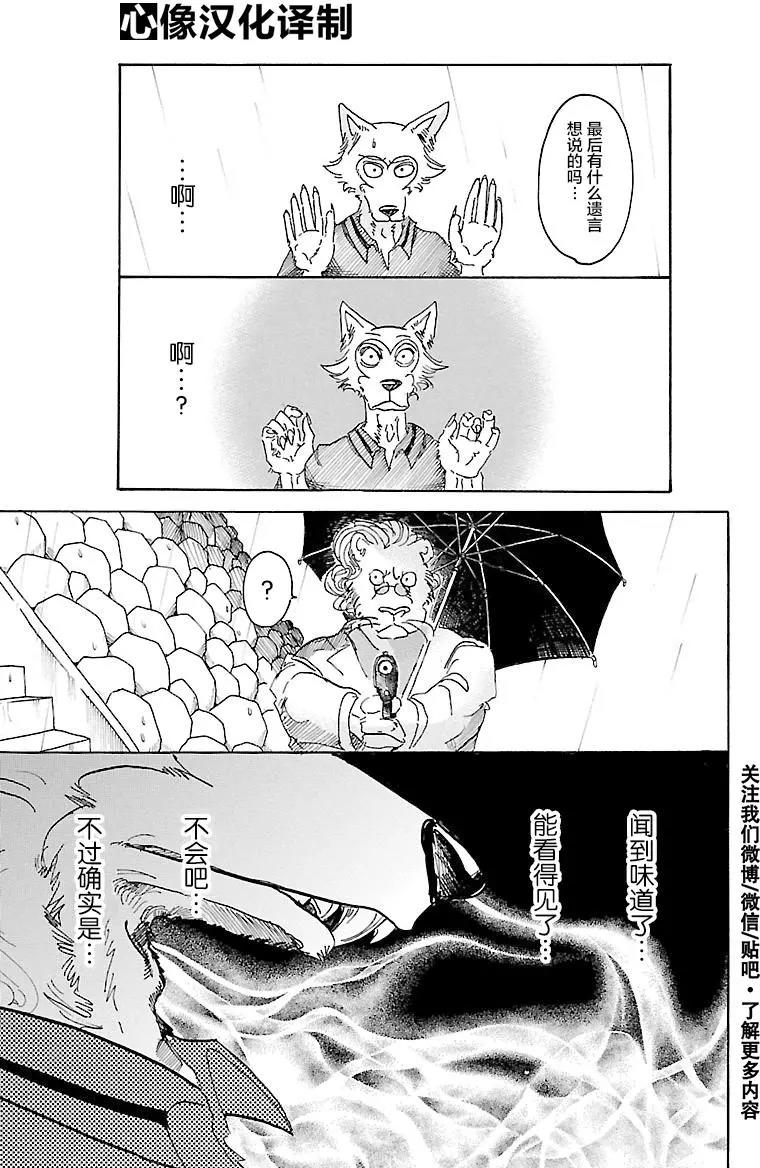 心像汉化译制
最后有什么遗言
想说的吗…
…啊…
啊…?
?
闻到味道了…
能看得见了…
不会吧…
不过确实是…
关注我们微博/微信/贴吧·了解更多内容